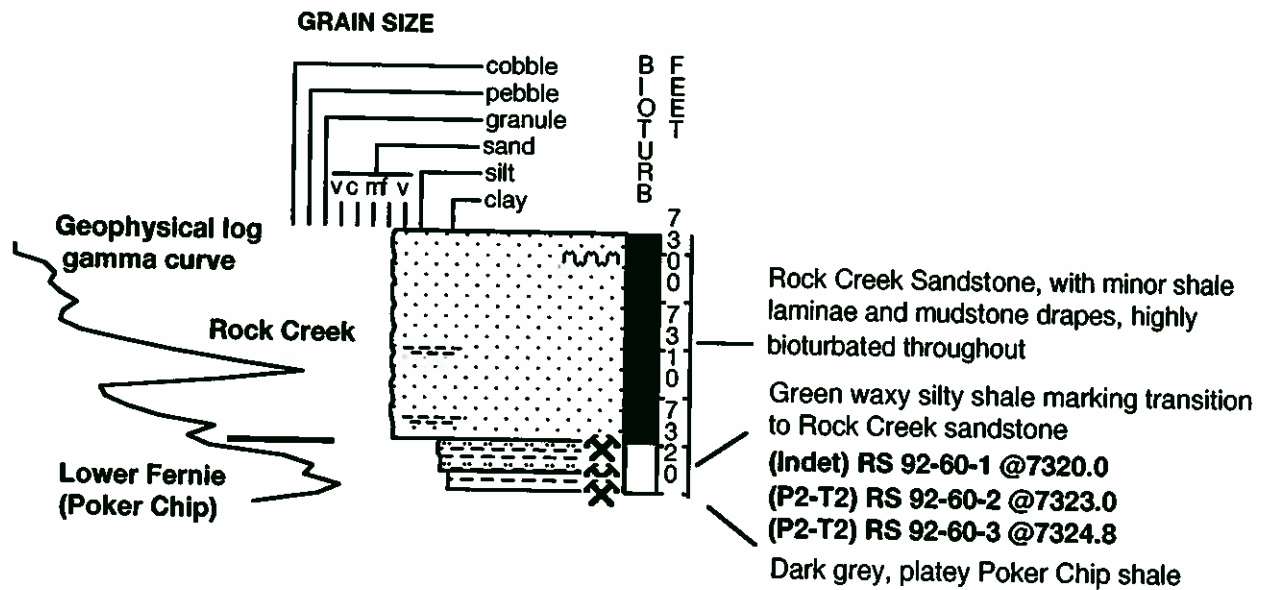 GRAIN SIZE
cobble
pebble
granule
sand
silt
clay
v c m f v
BIOTURB
FEET
7300
7310
7320
Geophysical log
gamma curve
Rock Creek
Lower Fernie
(Poker Chip)
Rock Creek Sandstone, with minor shale
laminae and mudstone drapes, highly
bioturbated throughout
Green waxy silty shale marking transition
to Rock Creek sandstone
(Indet) RS 92-60-1 @7320.0
(P2-T2) RS 92-60-2 @7323.0
(P2-T2) RS 92-60-3 @7324.8
Dark grey, platey Poker Chip shale